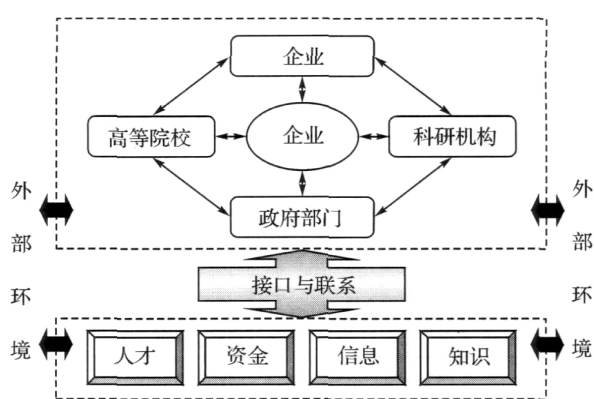 企业
高等院校
企业
科研机构
政府部门
接口与联系
人才
资金
信息
知识
外部环境
外部环境